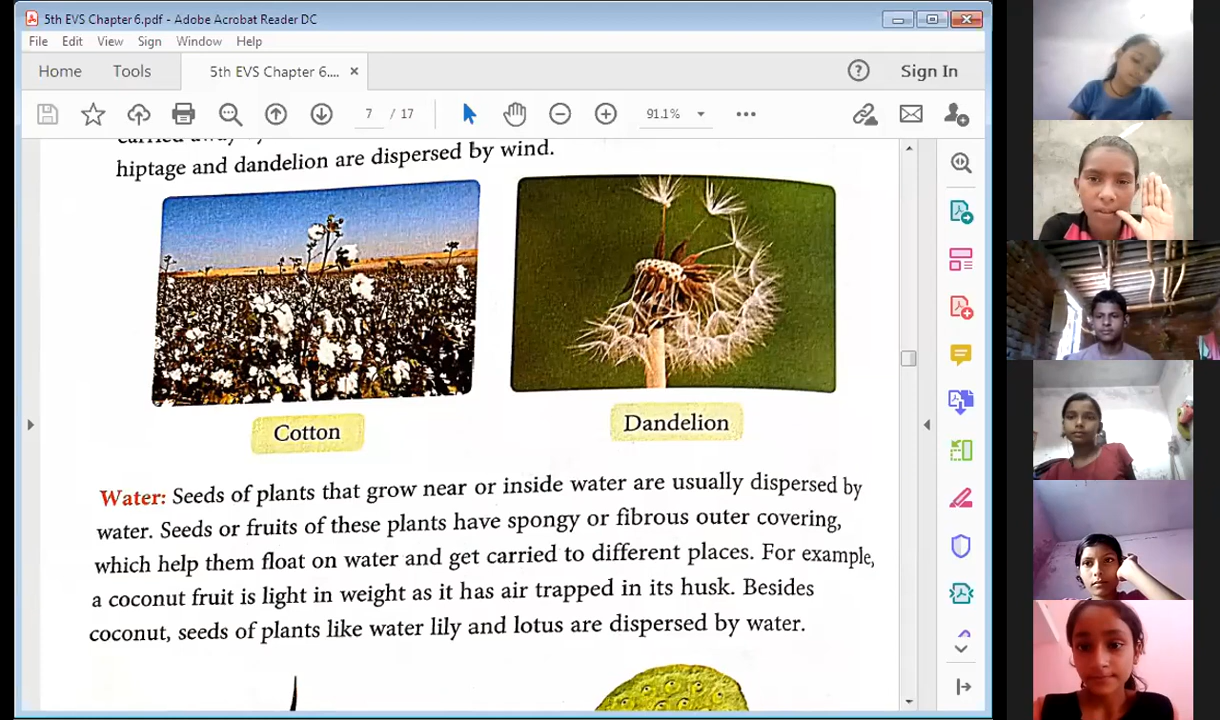 5th EVS Chapter 6.pdf - Adobe Acrobat Reader DC
File Edit View Sign Window Help
Home Tools 5th EVS Chapter 6.... Sign In
7 / 17 91.1%
hiptage and dandelion are dispersed by wind.
Cotton
Dandelion
Water: Seeds of plants that grow near or inside water are usually dispersed by
water. Seeds or fruits of these plants have spongy or fibrous outer covering,
which help them float on water and get carried to different places. For example,
a coconut fruit is light in weight as it has air trapped in its husk. Besides
coconut, seeds of plants like water lily and lotus are dispersed by water.